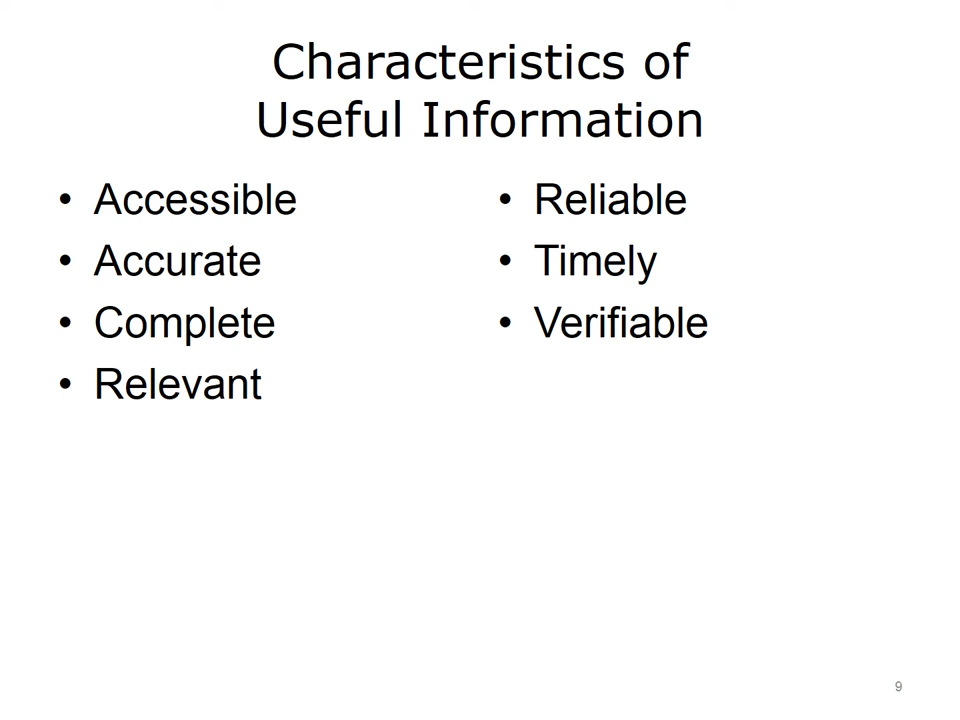 Characteristics of
Useful Information
• Accessible
• Accurate
• Complete
• Relevant
• Reliable
• Timely
• Verifiable
9